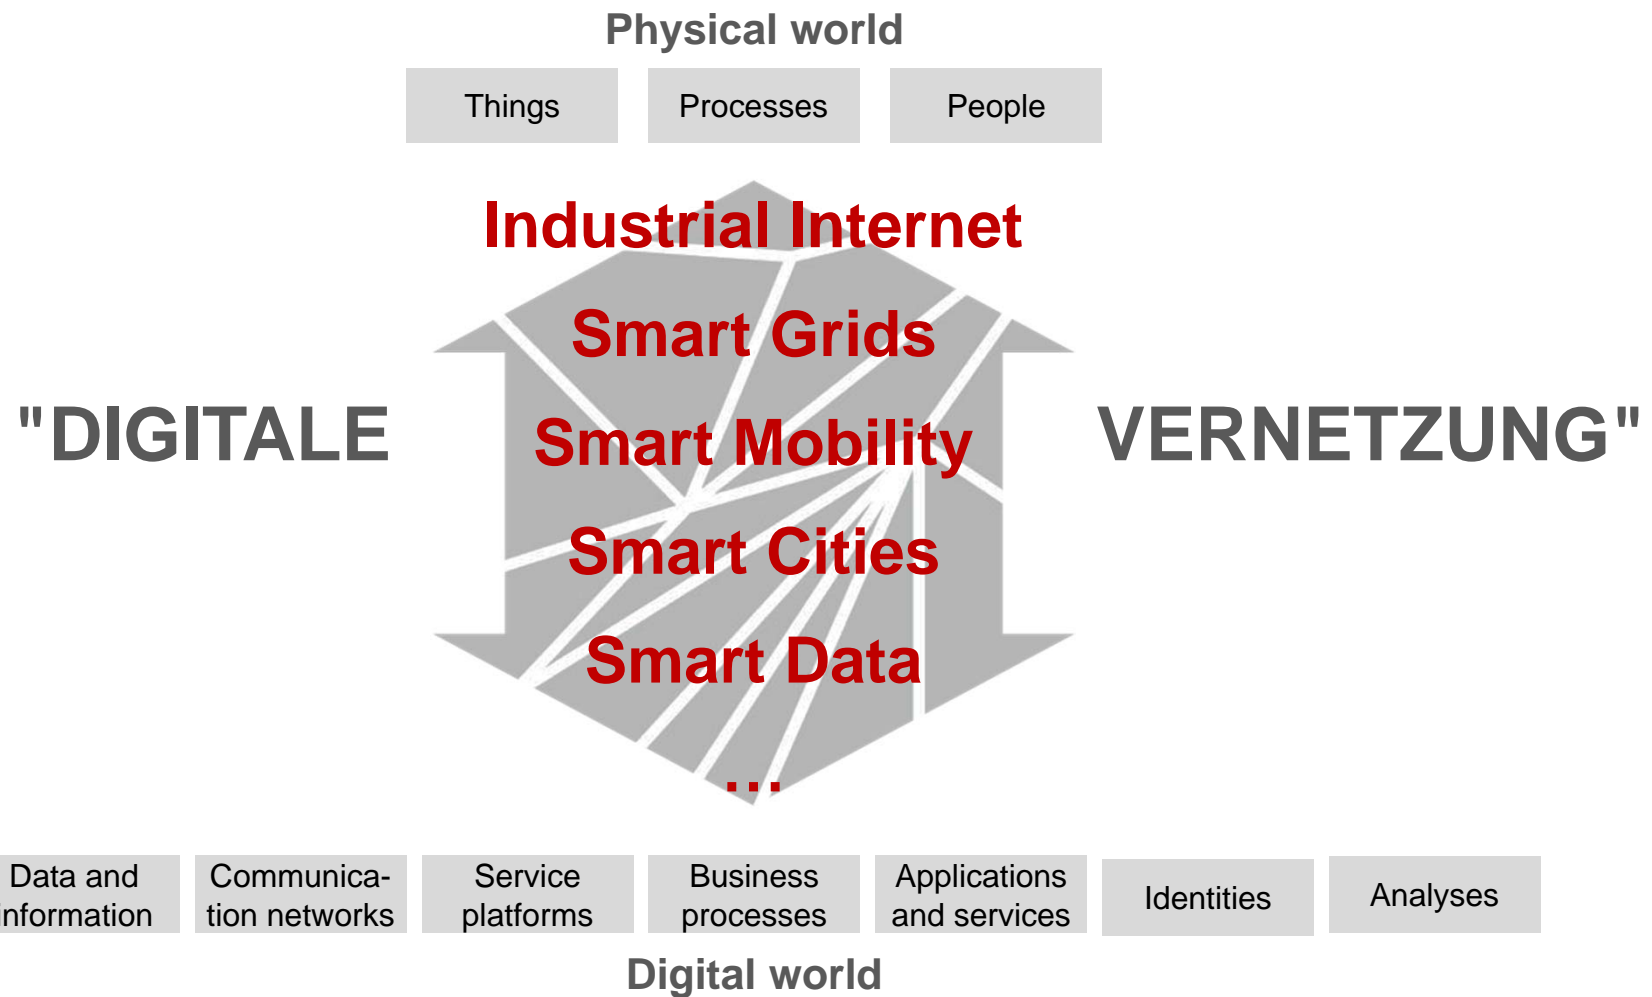 Physical world
Things
Processes
People
Industrial Internet
Smart Grids
"DIGITALE
Smart Mobility
VERNETZUNG"
Smart Cities
Smart Data
…
Data and
information
Communica-
tion networks
Service
platforms
Business
processes
Applications
and services
Identities
Analyses
Digital world